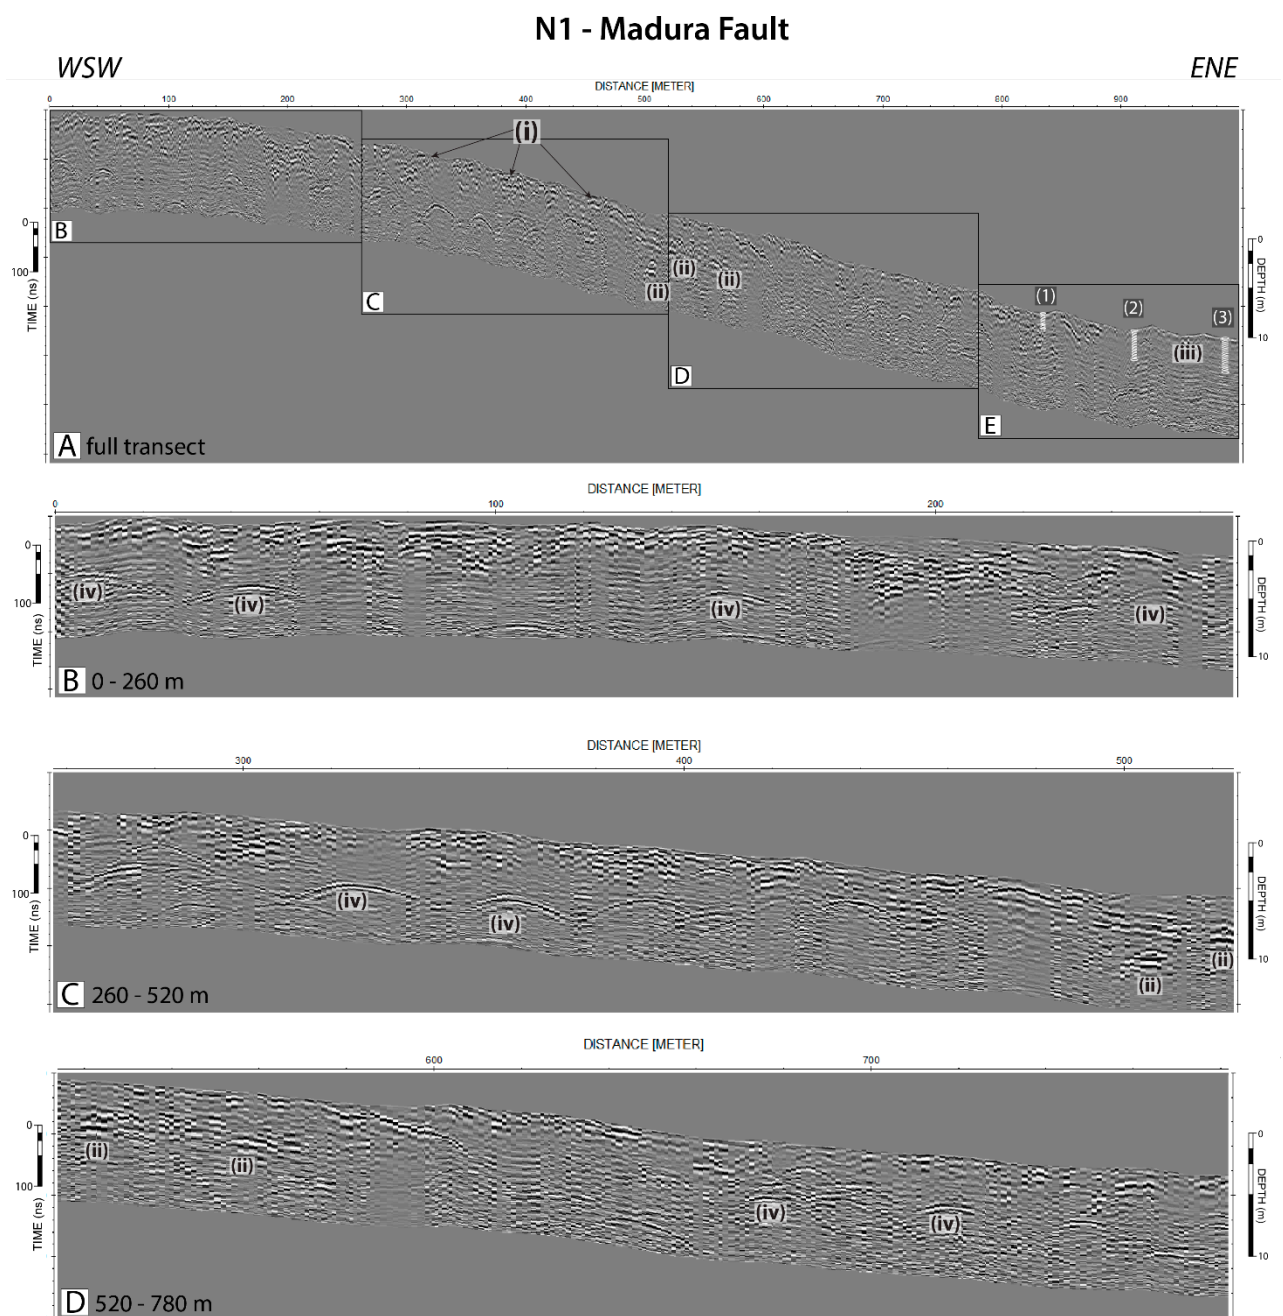 N1 - Madura Fault
WSW
ENE
DISTANCE [METER]
0 100 200 300 400 500 600 700 800 900
(i)
(ii)
(ii)
(ii)
(1)
(2)
(3)
(iii)
0
100
TIME (ns)
0
10
DEPTH (m)
B
C
D
E
A full transect
DISTANCE [METER]
0 100 200
0
100
TIME (ns)
(iv)
(iv)
(iv)
(iv)
0
10
DEPTH (m)
B 0 - 260 m
DISTANCE [METER]
300 400 500
0
100
TIME (ns)
(iv)
(iv)
(ii)
(ii)
0
10
DEPTH (m)
C 260 - 520 m
DISTANCE [METER]
600 700
0
100
TIME (ns)
(ii)
(ii)
(iv)
(iv)
0
10
DEPTH (m)
D 520 - 780 m